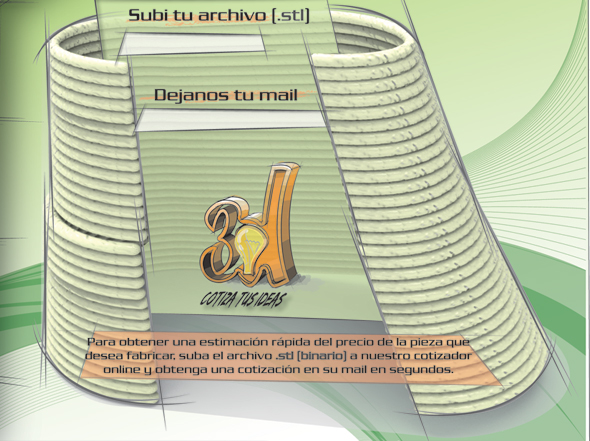 Subi tu archivo (.stl)
Dejanos tu mail
3d
COTIZA TUS IDEAS
Para obtener una estimación rápida del precio de la pieza que
desea fabricar, suba el archivo .stl (binario) a nuestro cotizador
online y obtenga una cotización en su mail en segundos.